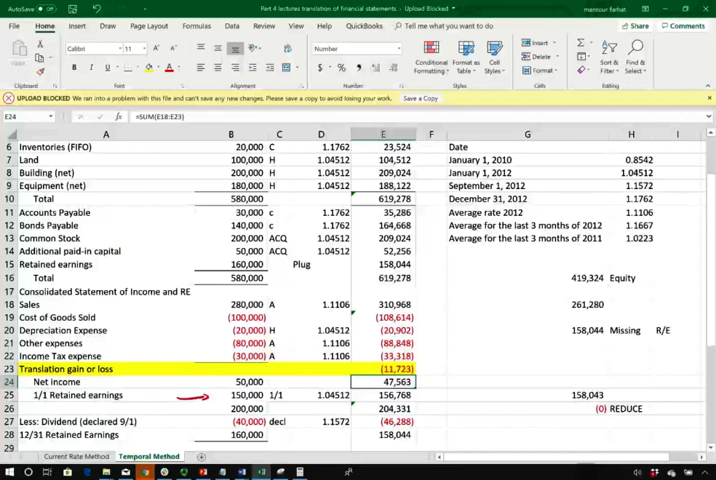 AutoSave Off Part 4 lectures translation of financial statements. - Upload Blocked mentour farhat
File Home Insert Draw Page Layout Formulas Data Review View Help QuickBooks Tell me what you want to do Share Comments
Calibri 11 Number Insert
Paste B I U $ % Conditional Formatting Format as Table Cell Styles Delete Format Sort & Filter Find & Select
Clipboard Font Alignment Number Styles Cells Editing
UPLOAD BLOCKED We ran into a problem with this file and can't save any new changes. Please save a copy to avoid losing your work. Save a Copy
E24 fx =SUM(E18:E23)
A B C D E F G H I
6 Inventories (FIFO) 20,000 C 1.1762 23,524 Date
7 Land 100,000 H 1.04512 104,512 January 1, 2010 0.8542
8 Building (net) 200,000 H 1.04512 209,024 January 1, 2012 1.04512
9 Equipment (net) 180,000 H 1.04512 188,122 September 1, 2012 1.1572
10 Total 580,000 619,278 December 31, 2012 1.1762
11 Accounts Payable 30,000 c 1.1762 35,286 Average rate 2012 1.1106
12 Bonds Payable 140,000 c 1.1762 164,668 Average for the last 3 months of 2012 1.1667
13 Common Stock 200,000 ACQ 1.04512 209,024 Average for the last 3 months of 2011 1.0223
14 Additional paid-in capital 50,000 ACQ 1.04512 52,256
15 Retained earnings 160,000 Plug 158,044
16 Total 580,000 619,278 419,324 Equity
17 Consolidated Statement of Income and RE
18 Sales 280,000 A 1.1106 310,968 261,280
19 Cost of Goods Sold (100,000) (108,614)
20 Depreciation Expense (20,000) H 1.04512 (20,902) 158,044 Missing R/E
21 Other expenses (80,000) A 1.1106 (88,848)
22 Income Tax expense (30,000) A 1.1106 (33,318)
23 Translation gain or loss (11,723)
24 Net Income 50,000 47,563
25 1/1 Retained earnings 150,000 1/1 1.04512 156,768 158,043
26 200,000 204,331 (0) REDUCE
27 Less: Dividend (declared 9/1) (40,000) decl 1.1572 (46,288)
28 12/31 Retained Earnings 160,000 158,044
29
Current Rate Method Temporal Method